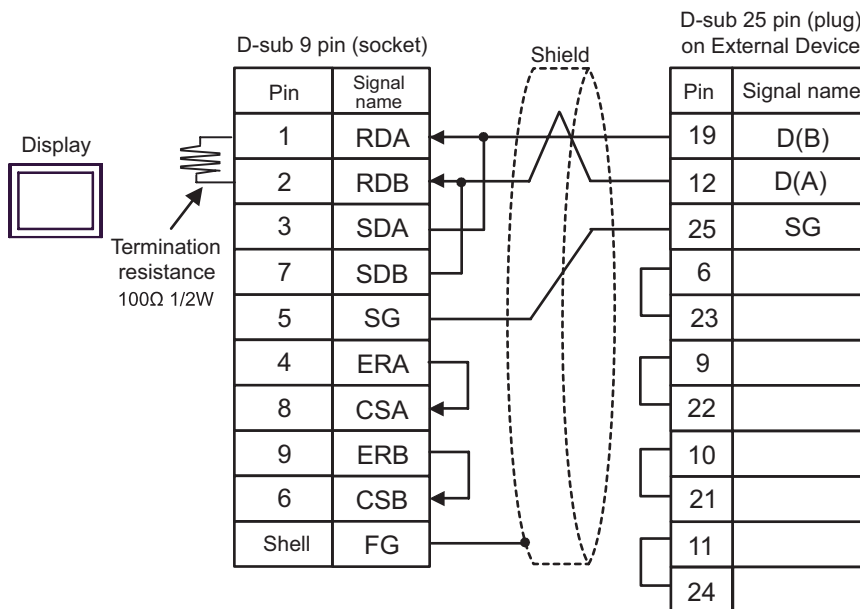 D-sub 25 pin (plug)
on External Device
D-sub 9 pin (socket)
Shield
Display
Termination
resistance
100Ω 1/2W
Pin Signal name
1 RDA
2 RDB
3 SDA
7 SDB
5 SG
4 ERA
8 CSA
9 ERB
6 CSB
Shell FG
Pin Signal name
19 D(B)
12 D(A)
25 SG
6
23
9
22
10
21
11
24